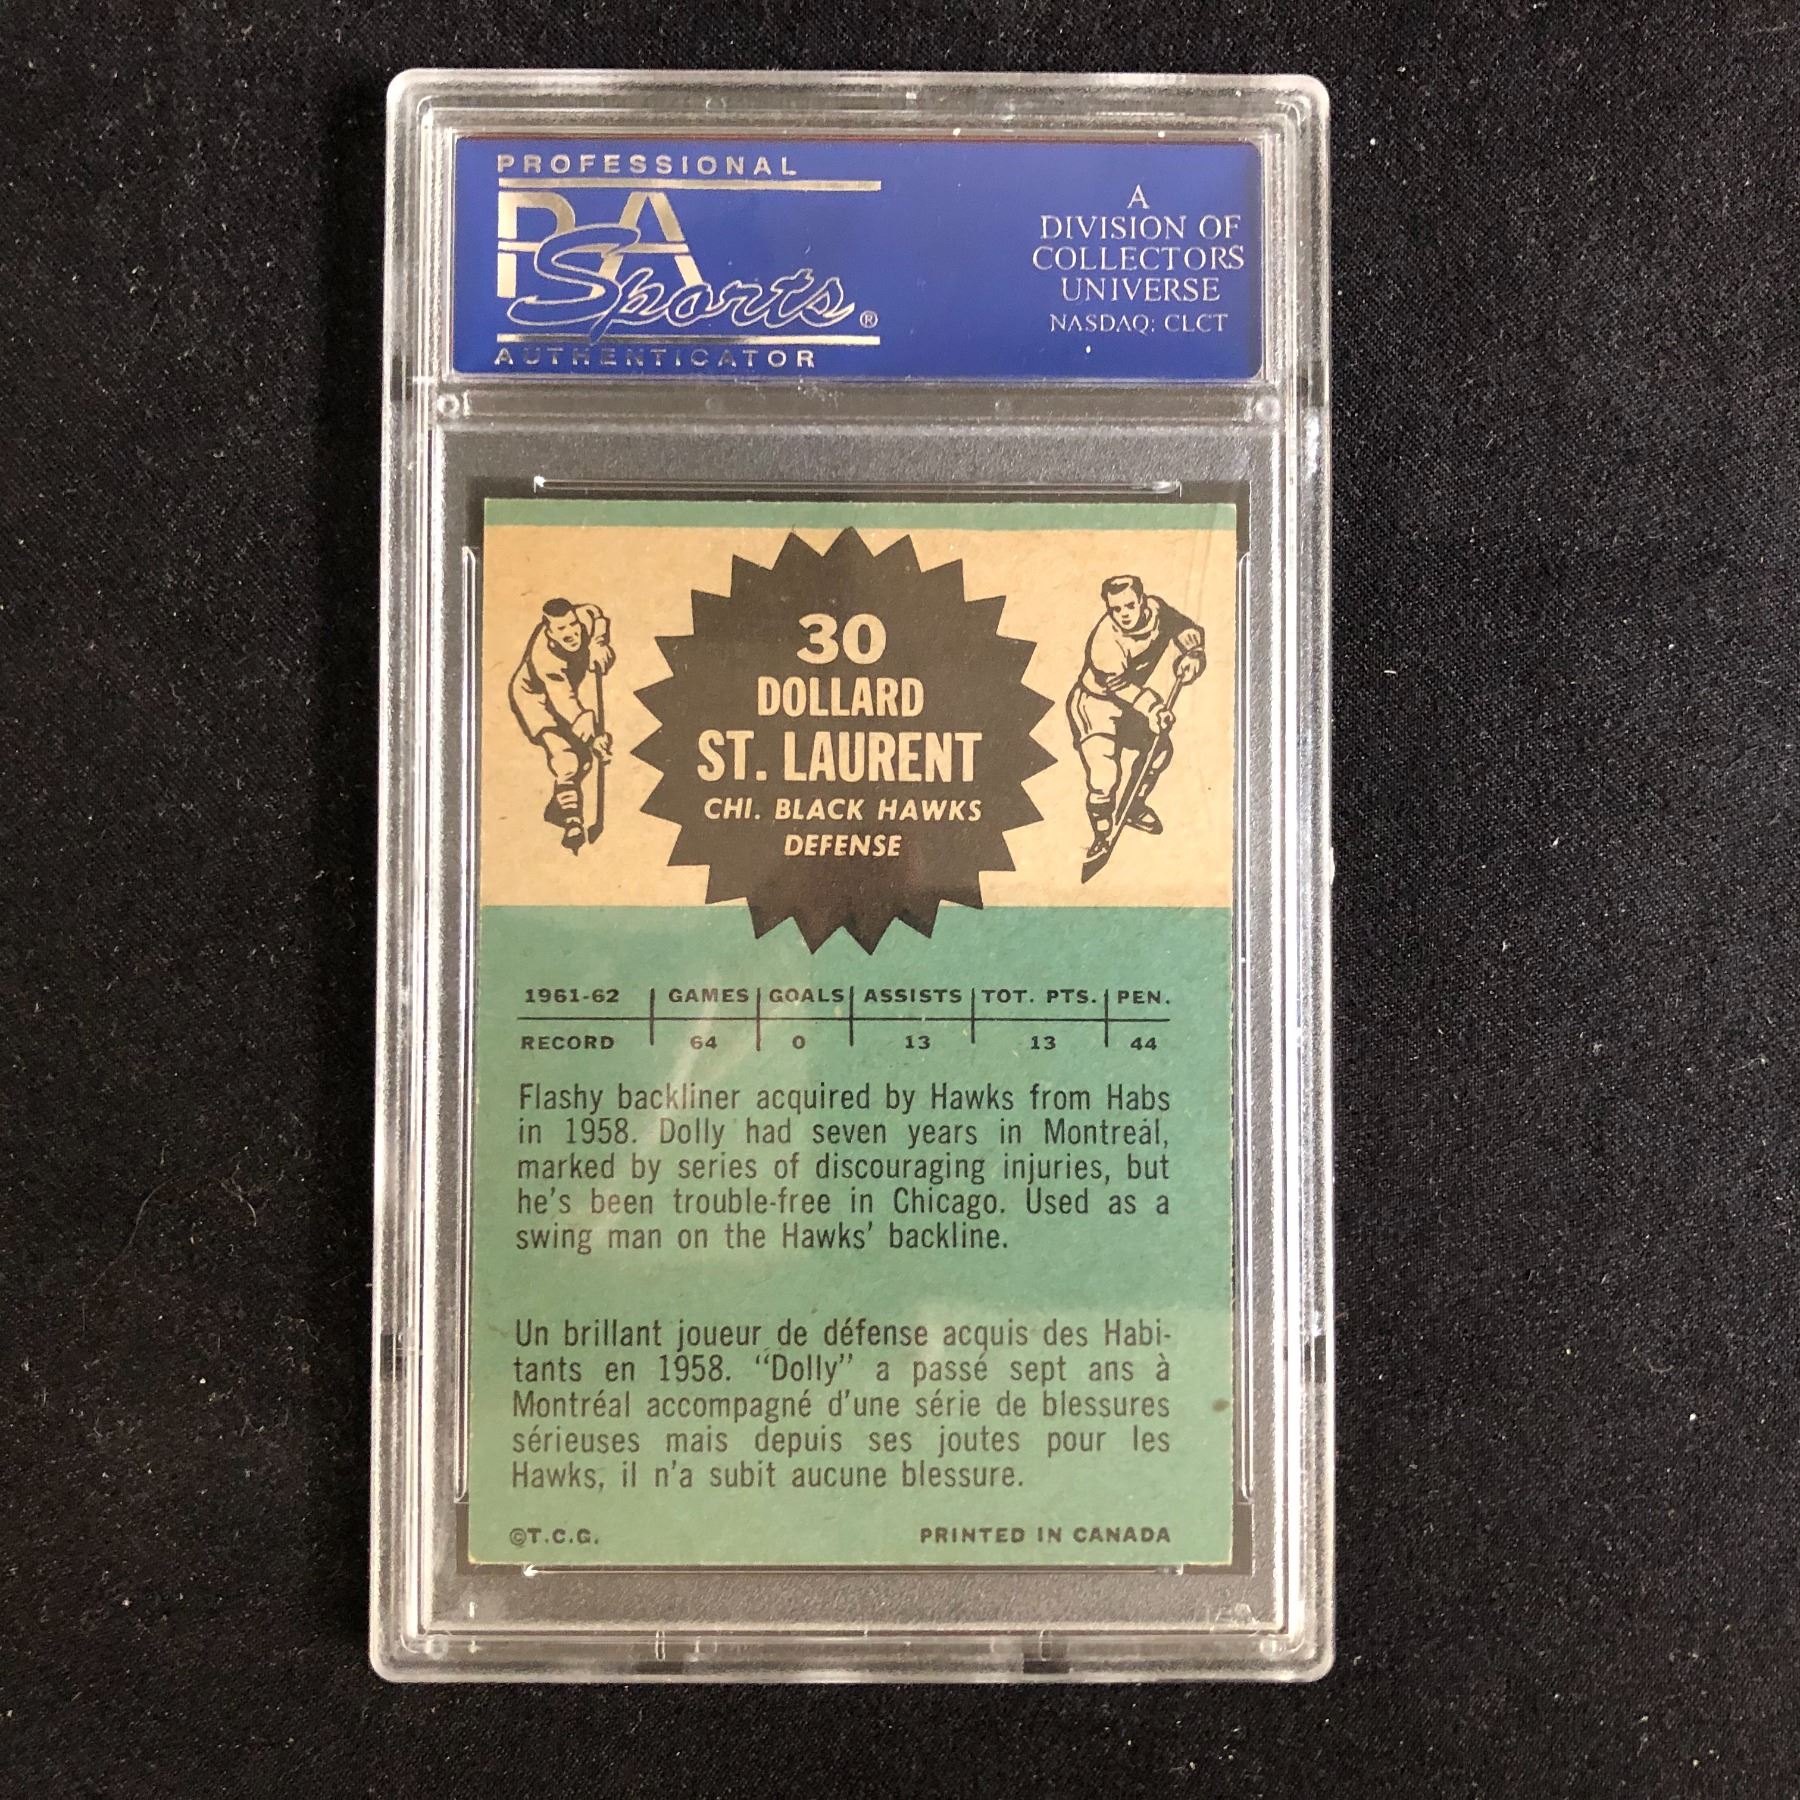 PROFESSIONAL
PSA
Sports®
AUTHENTICATOR
A
DIVISION OF
COLLECTORS
UNIVERSE
NASDAQ: CLCT
30
DOLLARD
ST. LAURENT
CHI. BLACK HAWKS
DEFENSE
1961-62 GAMES GOALS ASSISTS TOT. PTS. PEN.
RECORD 64 0 13 13 44
Flashy backliner acquired by Hawks from Habs
in 1958. Dolly had seven years in Montreal,
marked by series of discouraging injuries, but
he's been trouble-free in Chicago. Used as a
swing man on the Hawks' backline.
Un brillant joueur de défense acquis des Habi-
tants en 1958. "Dolly" a passé sept ans à
Montréal accompagné d'une série de blessures
sérieuses mais depuis ses joutes pour les
Hawks, il n'a subit aucune blessure.
©T.C.G.
PRINTED IN CANADA